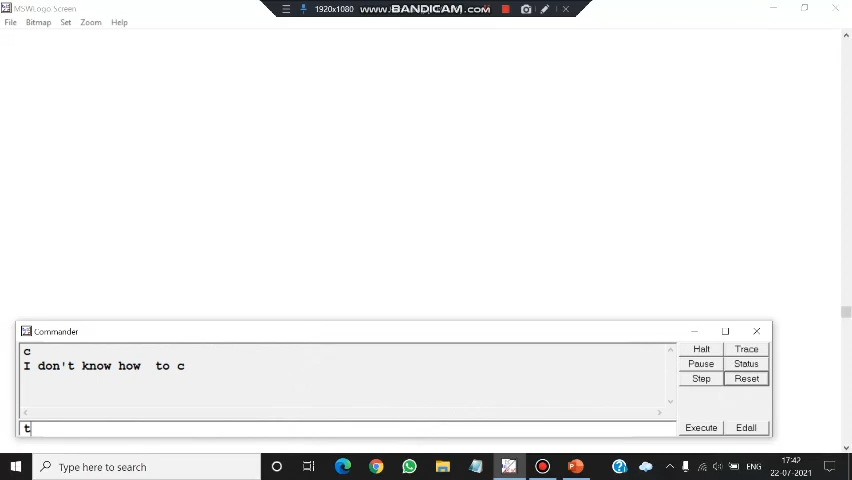 MSWLogo Screen
1920x1080 www.BANDICAM.com
File Bitmap Set Zoom Help
Commander
c
I don't know how  to c
Halt Trace
Pause Status
Step Reset
t
Execute Edall
Type here to search
ENG
17:42
22-07-2021